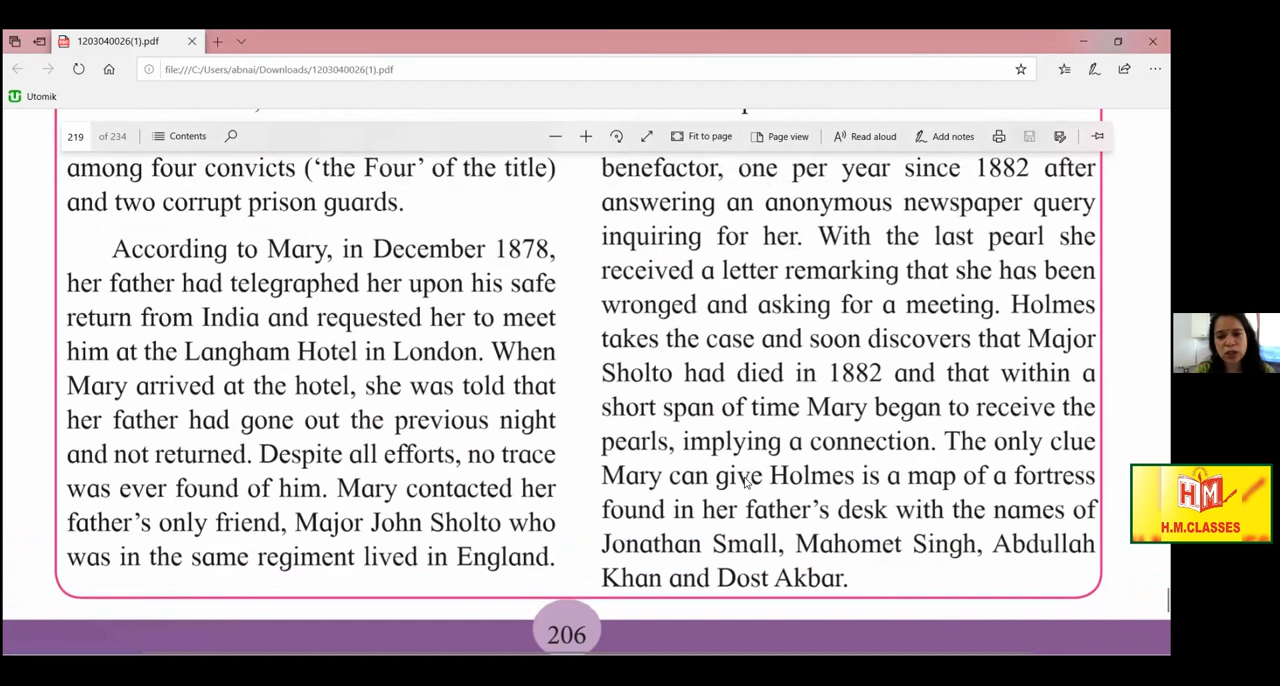 1203040026(1).pdf
file:///C:/Users/abnai/Downloads/1203040026(1).pdf
Utomik
219 of 234
Contents
Fit to page
Page view
Read aloud
Add notes
among four convicts (‘the Four’ of the title)
and two corrupt prison guards.
According to Mary, in December 1878,
her father had telegraphed her upon his safe
return from India and requested her to meet
him at the Langham Hotel in London. When
Mary arrived at the hotel, she was told that
her father had gone out the previous night
and not returned. Despite all efforts, no trace
was ever found of him. Mary contacted her
father’s only friend, Major John Sholto who
was in the same regiment lived in England.
benefactor, one per year since 1882 after
answering an anonymous newspaper query
inquiring for her. With the last pearl she
received a letter remarking that she has been
wronged and asking for a meeting. Holmes
takes the case and soon discovers that Major
Sholto had died in 1882 and that within a
short span of time Mary began to receive the
pearls, implying a connection. The only clue
Mary can give Holmes is a map of a fortress
found in her father’s desk with the names of
Jonathan Small, Mahomet Singh, Abdullah
Khan and Dost Akbar.
206
HM
H.M.CLASSES